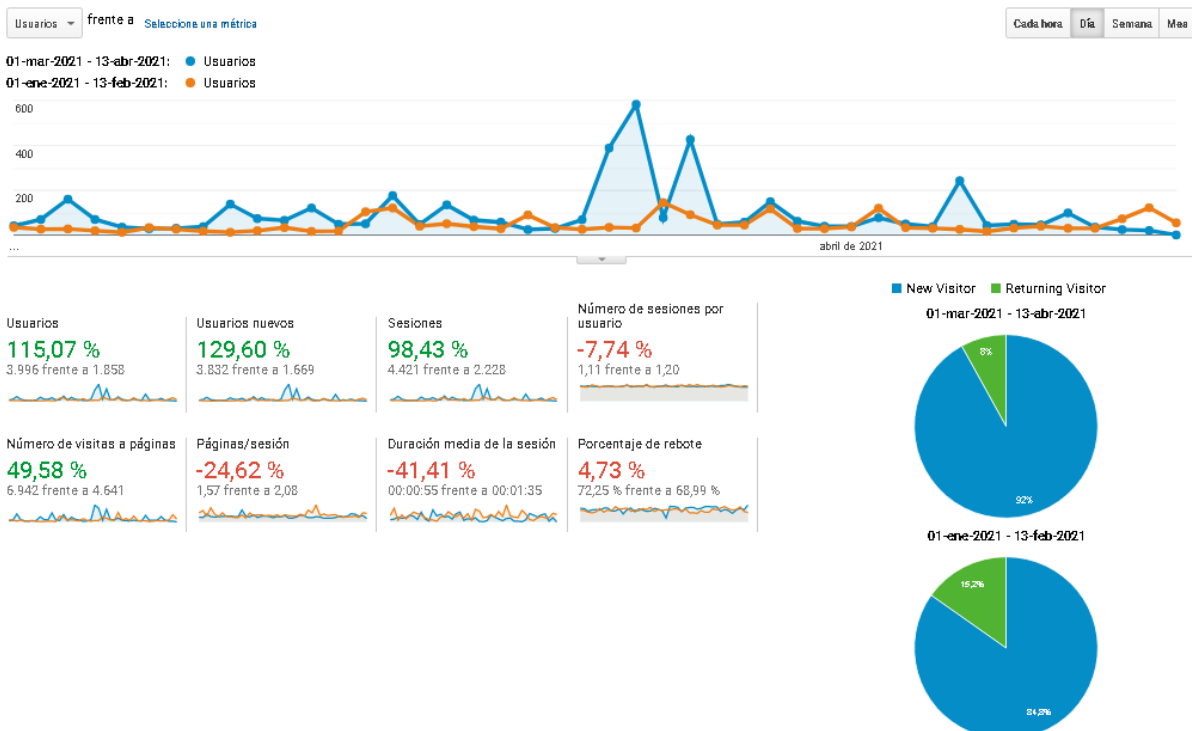 Usuarios frente a Seleccione una métrica
Cada hora Día Semana Mes
01-mar-2021 - 13-abr-2021: Usuarios
01-ene-2021 - 13-feb-2021: Usuarios
600
400
200
...
abril de 2021
New Visitor Returning Visitor
01-mar-2021 - 13-abr-2021
8%
92%
01-ene-2021 - 13-feb-2021
15,2%
84,8%
Usuarios
115,07 %
3.996 frente a 1.858
Usuarios nuevos
129,60 %
3.832 frente a 1.669
Sesiones
98,43 %
4.421 frente a 2.228
Número de sesiones por
usuario
-7,74 %
1,11 frente a 1,20
Número de visitas a páginas
49,58 %
6.942 frente a 4.641
Páginas/sesión
-24,62 %
1,57 frente a 2,08
Duración media de la sesión
-41,41 %
00:00:55 frente a 00:01:35
Porcentaje de rebote
4,73 %
72,25 % frente a 68,99 %